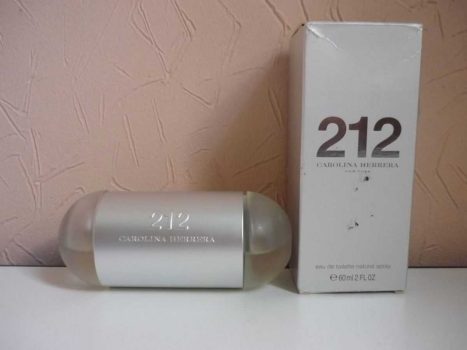 212
CAROLINA HERRERA
212
CAROLINA HERRERA
NEW YORK
eau de toilette natural spray
℮ 60 ml 2 FL OZ